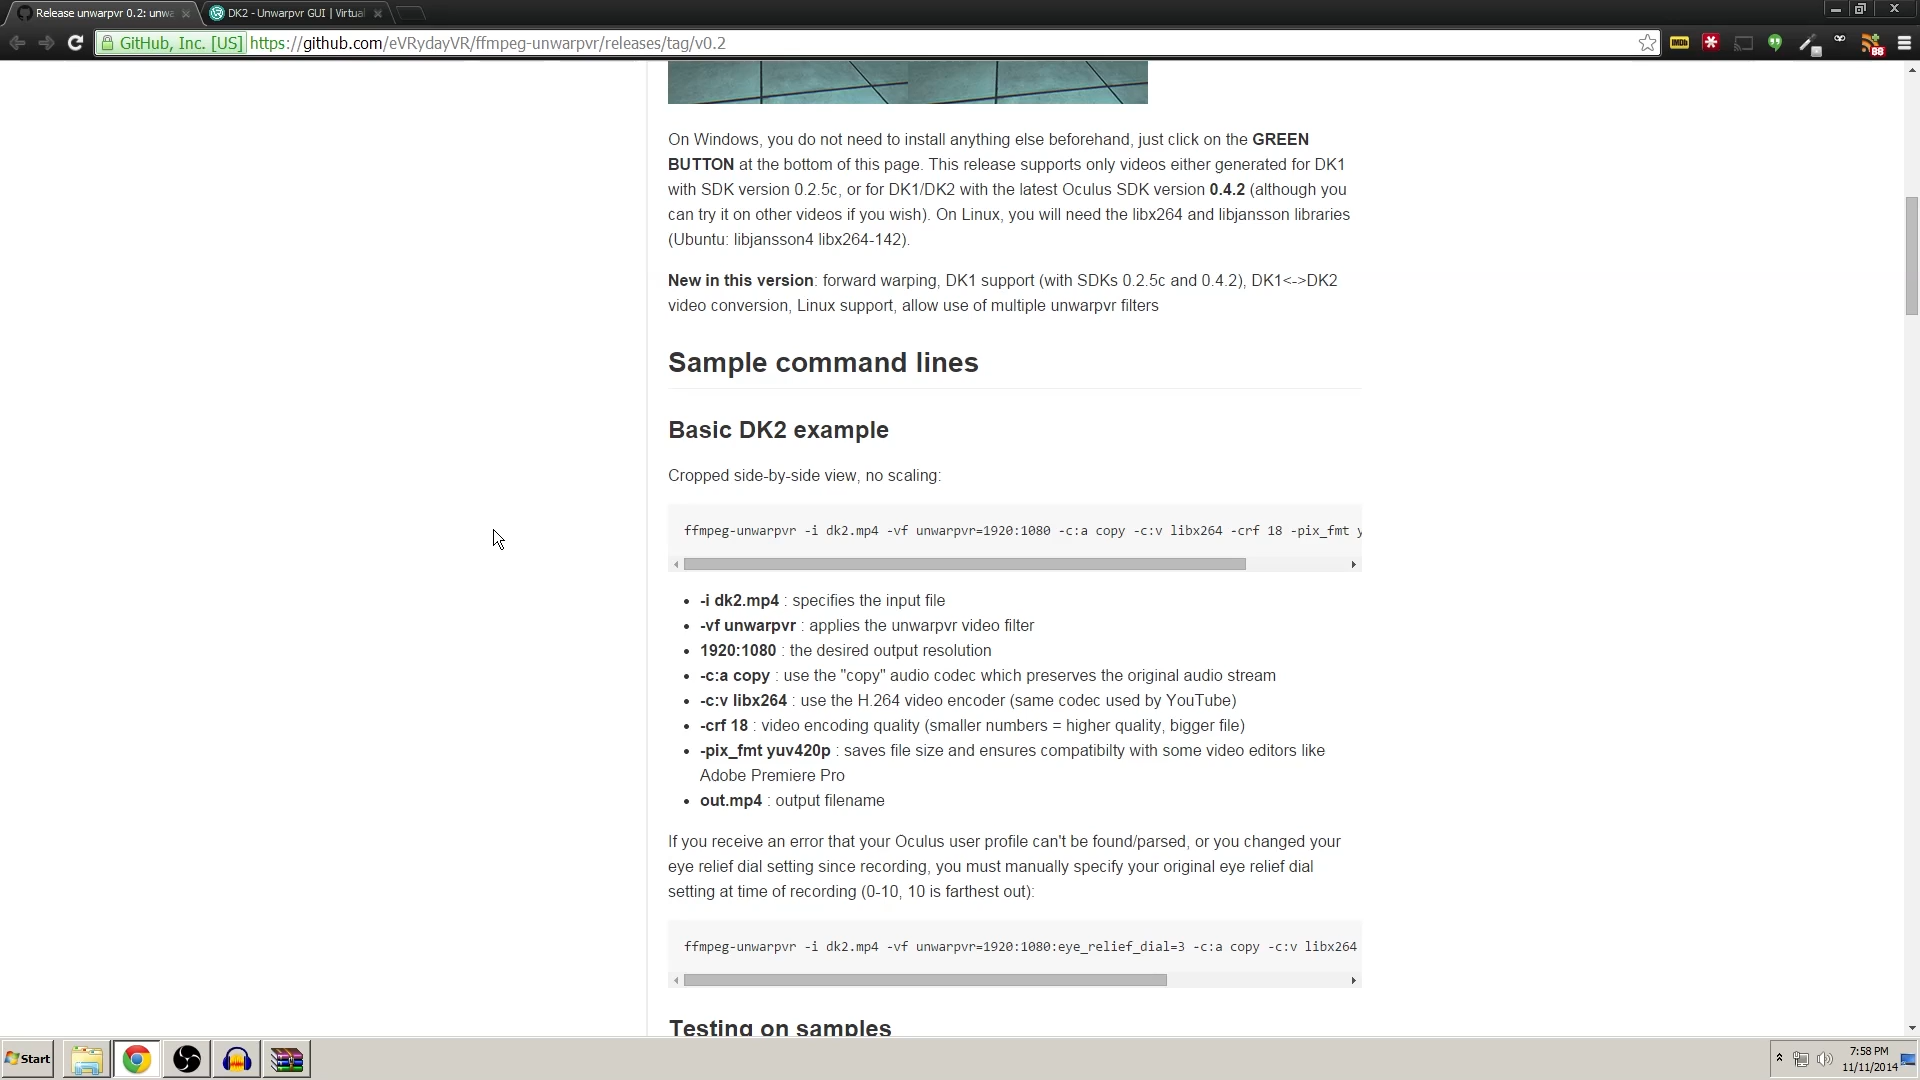 Release unwarpvr 0.2: unwa
DK2 - Unwarpvr GUI | Virtual
GitHub, Inc. [US] https://github.com/eVRydayVR/ffmpeg-unwarpvr/releases/tag/v0.2
IMDb
88
On Windows, you do not need to install anything else beforehand, just click on the GREEN
BUTTON at the bottom of this page. This release supports only videos either generated for DK1
with SDK version 0.2.5c, or for DK1/DK2 with the latest Oculus SDK version 0.4.2 (although you
can try it on other videos if you wish). On Linux, you will need the libx264 and libjansson libraries
(Ubuntu: libjansson4 libx264-142).
New in this version: forward warping, DK1 support (with SDKs 0.2.5c and 0.4.2), DK1<->DK2
video conversion, Linux support, allow use of multiple unwarpvr filters
Sample command lines
Basic DK2 example
Cropped side-by-side view, no scaling:
ffmpeg-unwarpvr -i dk2.mp4 -vf unwarpvr=1920:1080 -c:a copy -c:v libx264 -crf 18 -pix_fmt y
-i dk2.mp4 : specifies the input file
-vf unwarpvr : applies the unwarpvr video filter
1920:1080 : the desired output resolution
-c:a copy : use the "copy" audio codec which preserves the original audio stream
-c:v libx264 : use the H.264 video encoder (same codec used by YouTube)
-crf 18 : video encoding quality (smaller numbers = higher quality, bigger file)
-pix_fmt yuv420p : saves file size and ensures compatibilty with some video editors like
Adobe Premiere Pro
out.mp4 : output filename
If you receive an error that your Oculus user profile can't be found/parsed, or you changed your
eye relief dial setting since recording, you must manually specify your original eye relief dial
setting at time of recording (0-10, 10 is farthest out):
ffmpeg-unwarpvr -i dk2.mp4 -vf unwarpvr=1920:1080:eye_relief_dial=3 -c:a copy -c:v libx264
Testing on samples
Start
7:58 PM
11/11/2014